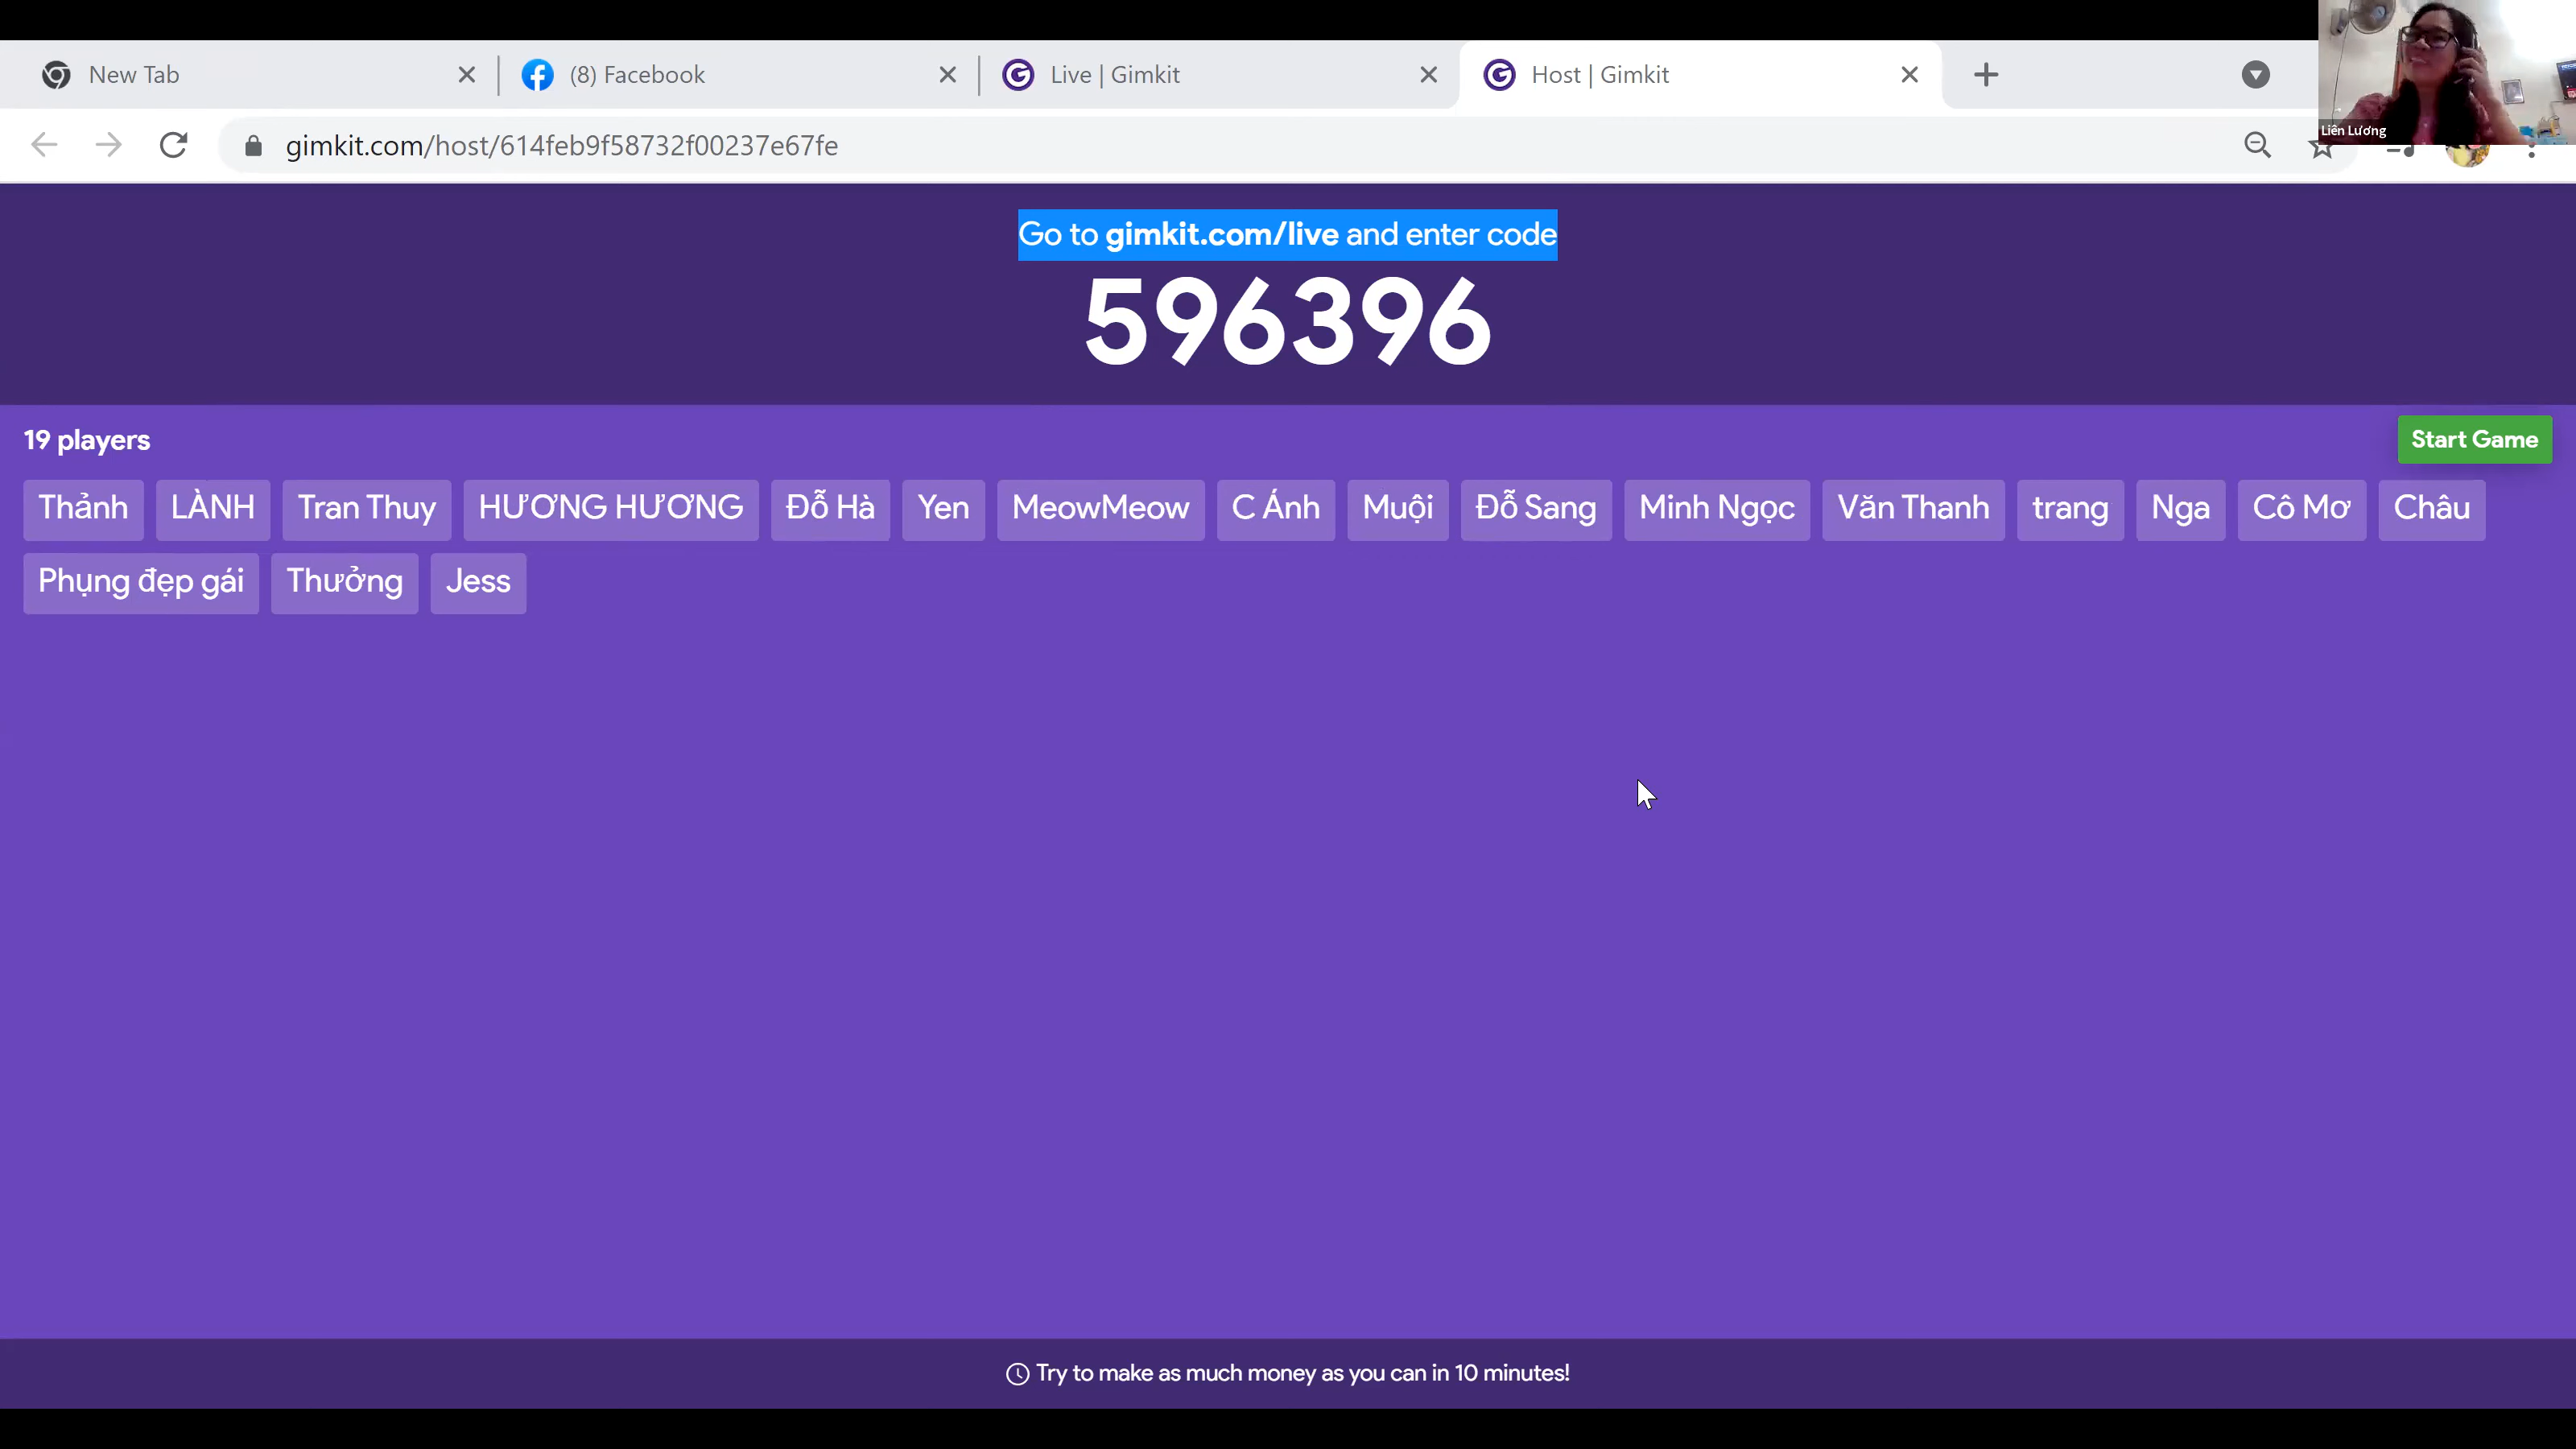 New Tab
(8) Facebook
Live | Gimkit
Host | Gimkit
gimkit.com/host/614feb9f58732f00237e67fe
Liên Lương
Go to gimkit.com/live and enter code
596396
19 players
Start Game
Thảnh LÀNH Tran Thuy HƯƠNG HƯƠNG Đỗ Hà Yen MeowMeow C Ánh Muội Đỗ Sang Minh Ngọc Văn Thanh trang Nga Cô Mơ Châu
Phụng đẹp gái Thưởng Jess
Try to make as much money as you can in 10 minutes!